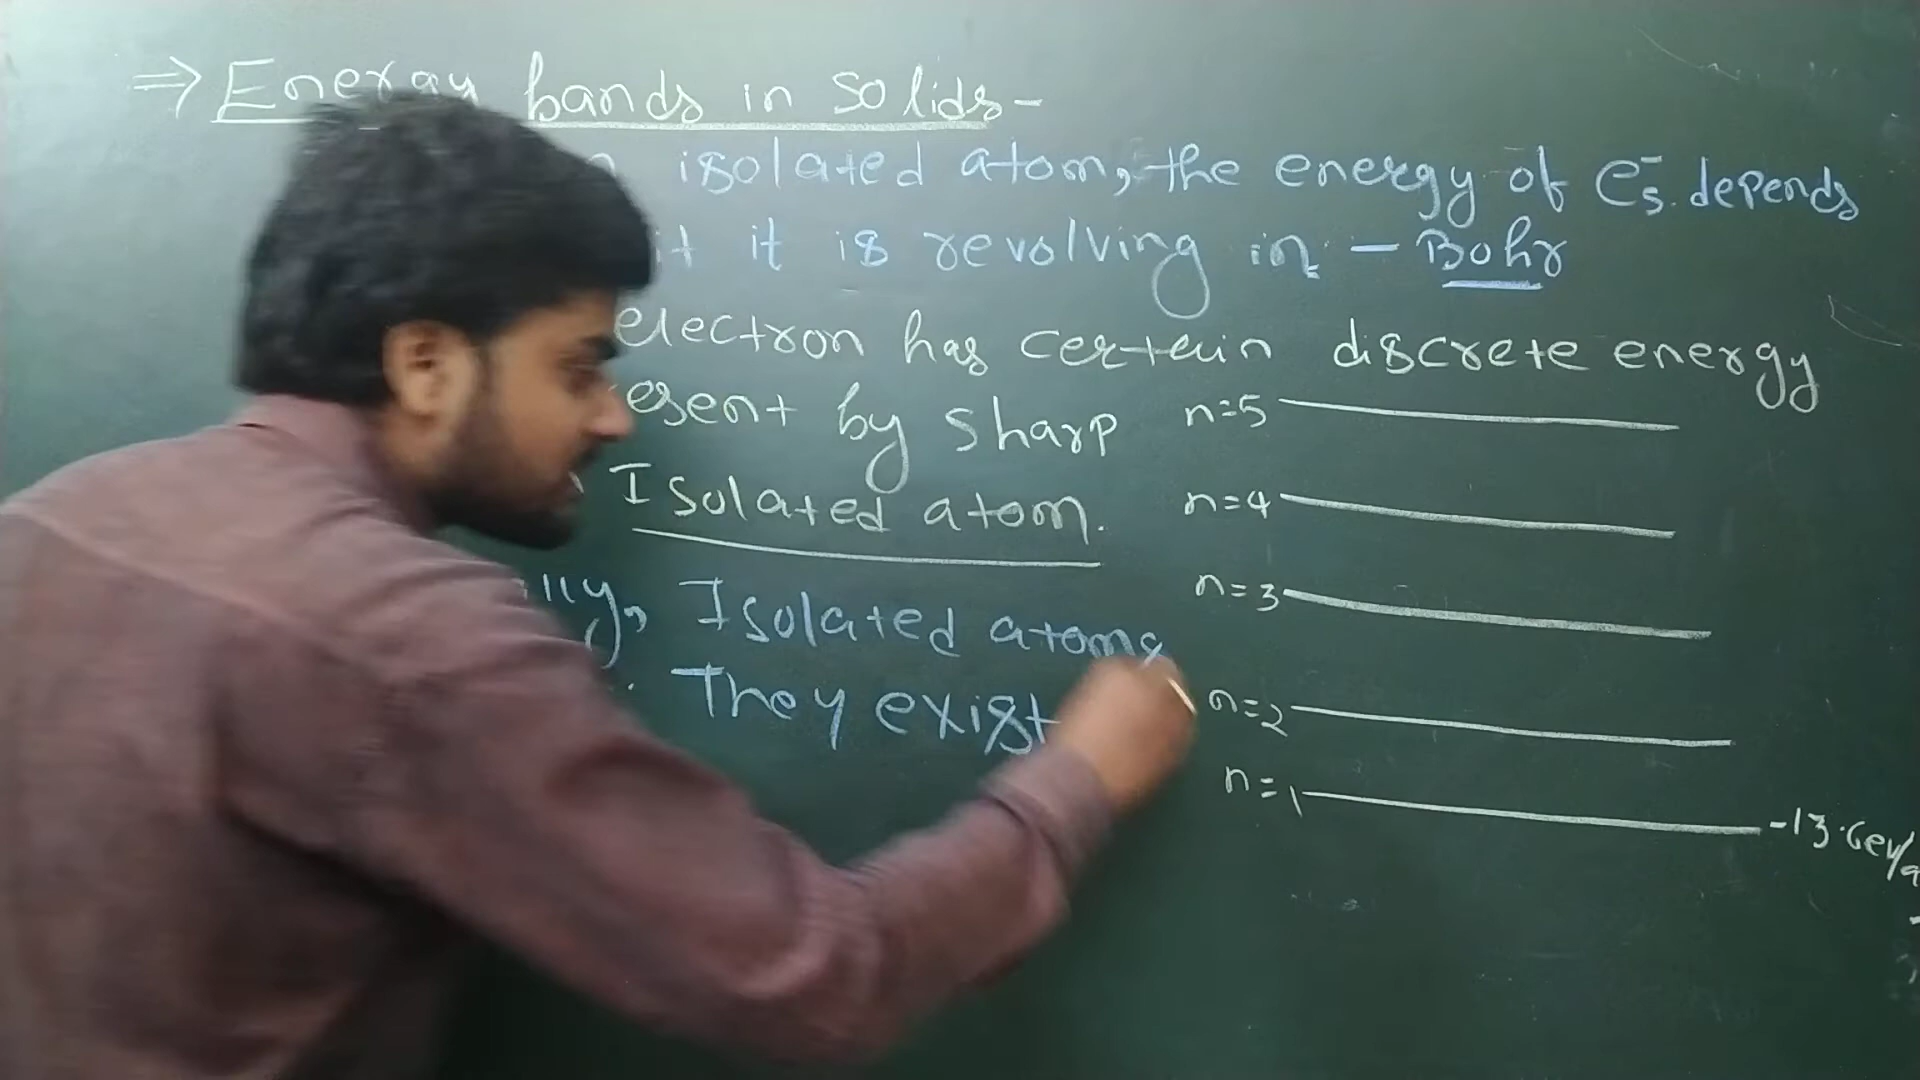 ⇒ Energy bands in solids-
isolated atom, the energy of e⁻s. depends
it is revolving in - Bohr
electron has certain discrete energy
by sharp
Isolated atom.
Isolated atoms
They exist
n=5
n=4
n=3
n=2
n=1
-13.6ev/a